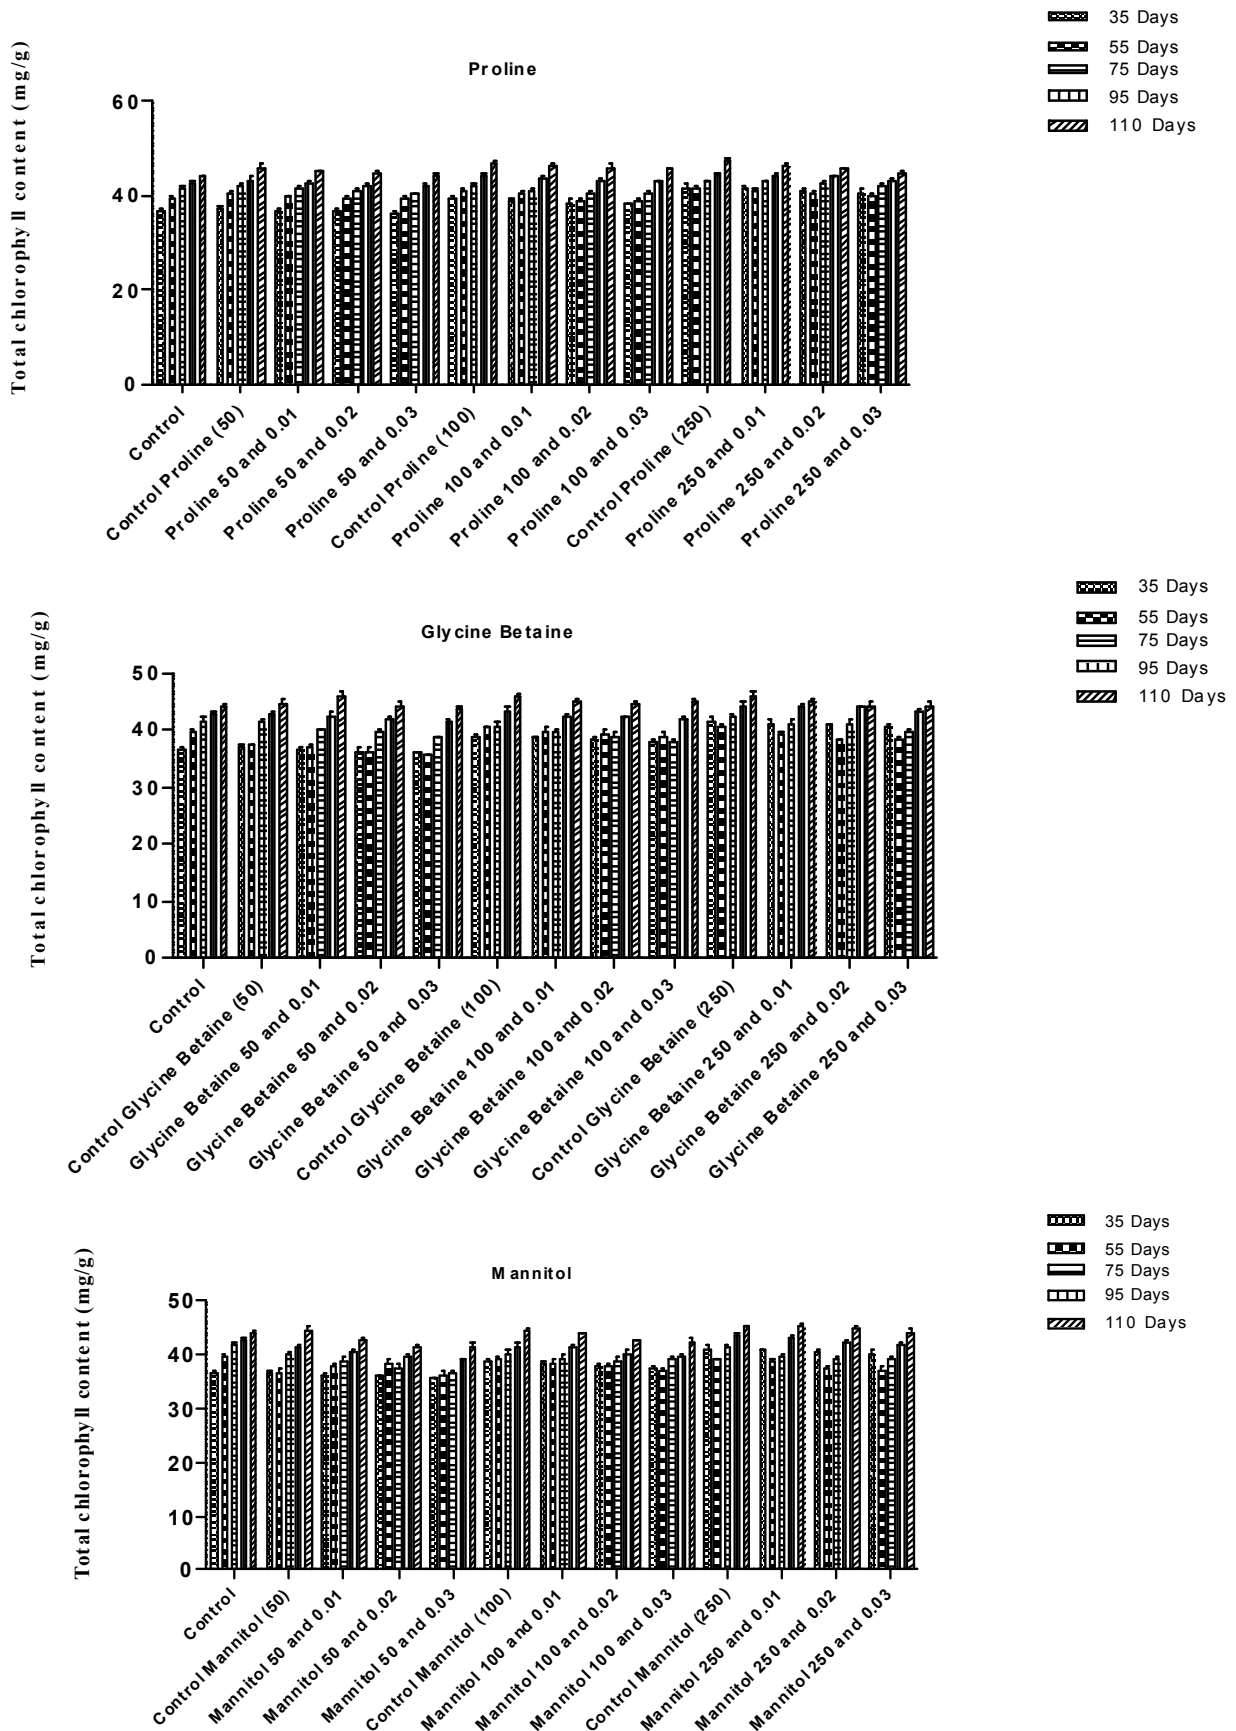 35 Days
55 Days
75 Days
95 Days
110 Days
Proline
Total chlorophyll content (mg/g)
60
40
20
0
Control
Control Proline (50)
Proline 50 and 0.01
Proline 50 and 0.02
Proline 50 and 0.03
Control Proline (100)
Proline 100 and 0.01
Proline 100 and 0.02
Proline 100 and 0.03
Control Proline (250)
Proline 250 and 0.01
Proline 250 and 0.02
Proline 250 and 0.03
35 Days
55 Days
75 Days
95 Days
110 Days
Glycine Betaine
Total chlorophyll content (mg/g)
50
40
30
20
10
0
Control
Control Glycine Betaine (50)
Glycine Betaine 50 and 0.01
Glycine Betaine 50 and 0.02
Glycine Betaine 50 and 0.03
Control Glycine Betaine (100)
Glycine Betaine 100 and 0.01
Glycine Betaine 100 and 0.02
Glycine Betaine 100 and 0.03
Control Glycine Betaine (250)
Glycine Betaine 250 and 0.01
Glycine Betaine 250 and 0.02
Glycine Betaine 250 and 0.03
35 Days
55 Days
75 Days
95 Days
110 Days
Mannitol
Total chlorophyll content (mg/g)
50
40
30
20
10
0
Control
Control Mannitol (50)
Mannitol 50 and 0.01
Mannitol 50 and 0.02
Mannitol 50 and 0.03
Control Mannitol (100)
Mannitol 100 and 0.01
Mannitol 100 and 0.02
Mannitol 100 and 0.03
Control Mannitol (250)
Mannitol 250 and 0.01
Mannitol 250 and 0.02
Mannitol 250 and 0.03